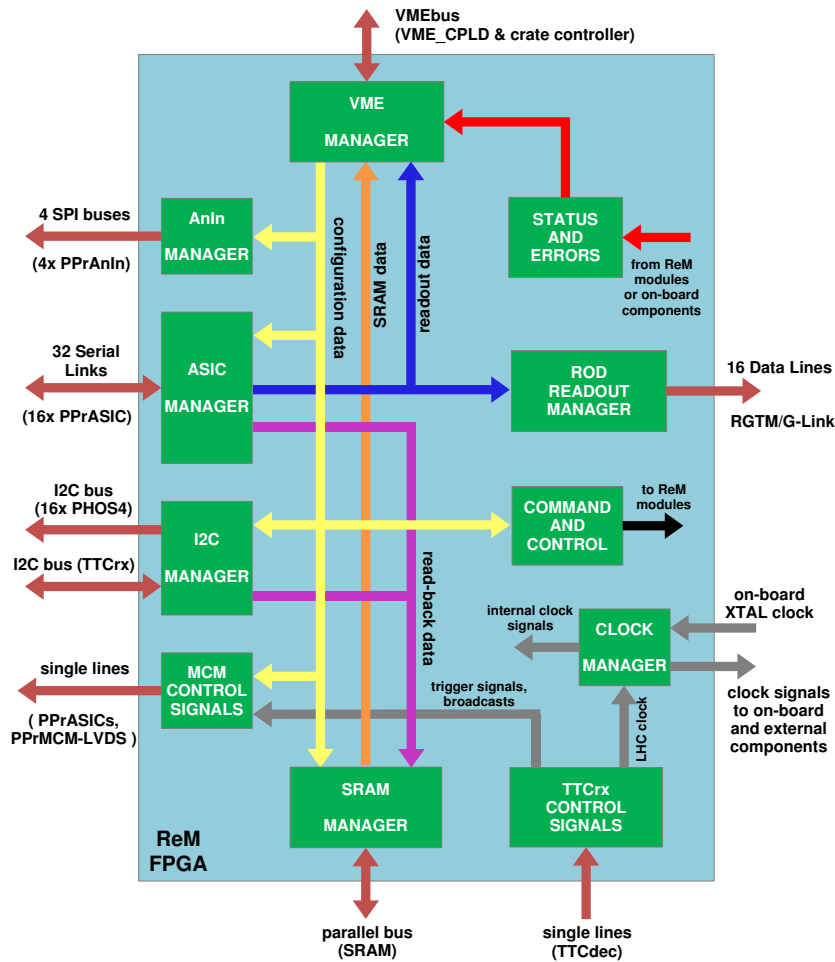 VMEbus
(VME_CPLD & crate controller)
VME
MANAGER
4 SPI buses
(4x PPrAnIn)
AnIn
MANAGER
configuration data
SRAM data
readout data
STATUS
AND
ERRORS
from ReM
modules
or on-board
components
32 Serial
Links
(16x PPrASIC)
ASIC
MANAGER
ROD
READOUT
MANAGER
16 Data Lines
RGTM/G-Link
I2C bus
(16x PHOS4)
I2C bus (TTCrx)
I2C
MANAGER
COMMAND
AND
CONTROL
to ReM
modules
read-back data
internal clock
signals
CLOCK
MANAGER
on-board
XTAL clock
clock signals
to on-board
and external
components
single lines
( PPrASICs,
PPrMCM-LVDS )
MCM
CONTROL
SIGNALS
trigger signals,
broadcasts
LHC clock
SRAM
MANAGER
TTCrx
CONTROL
SIGNALS
ReM
FPGA
parallel bus
(SRAM)
single lines
(TTCdec)